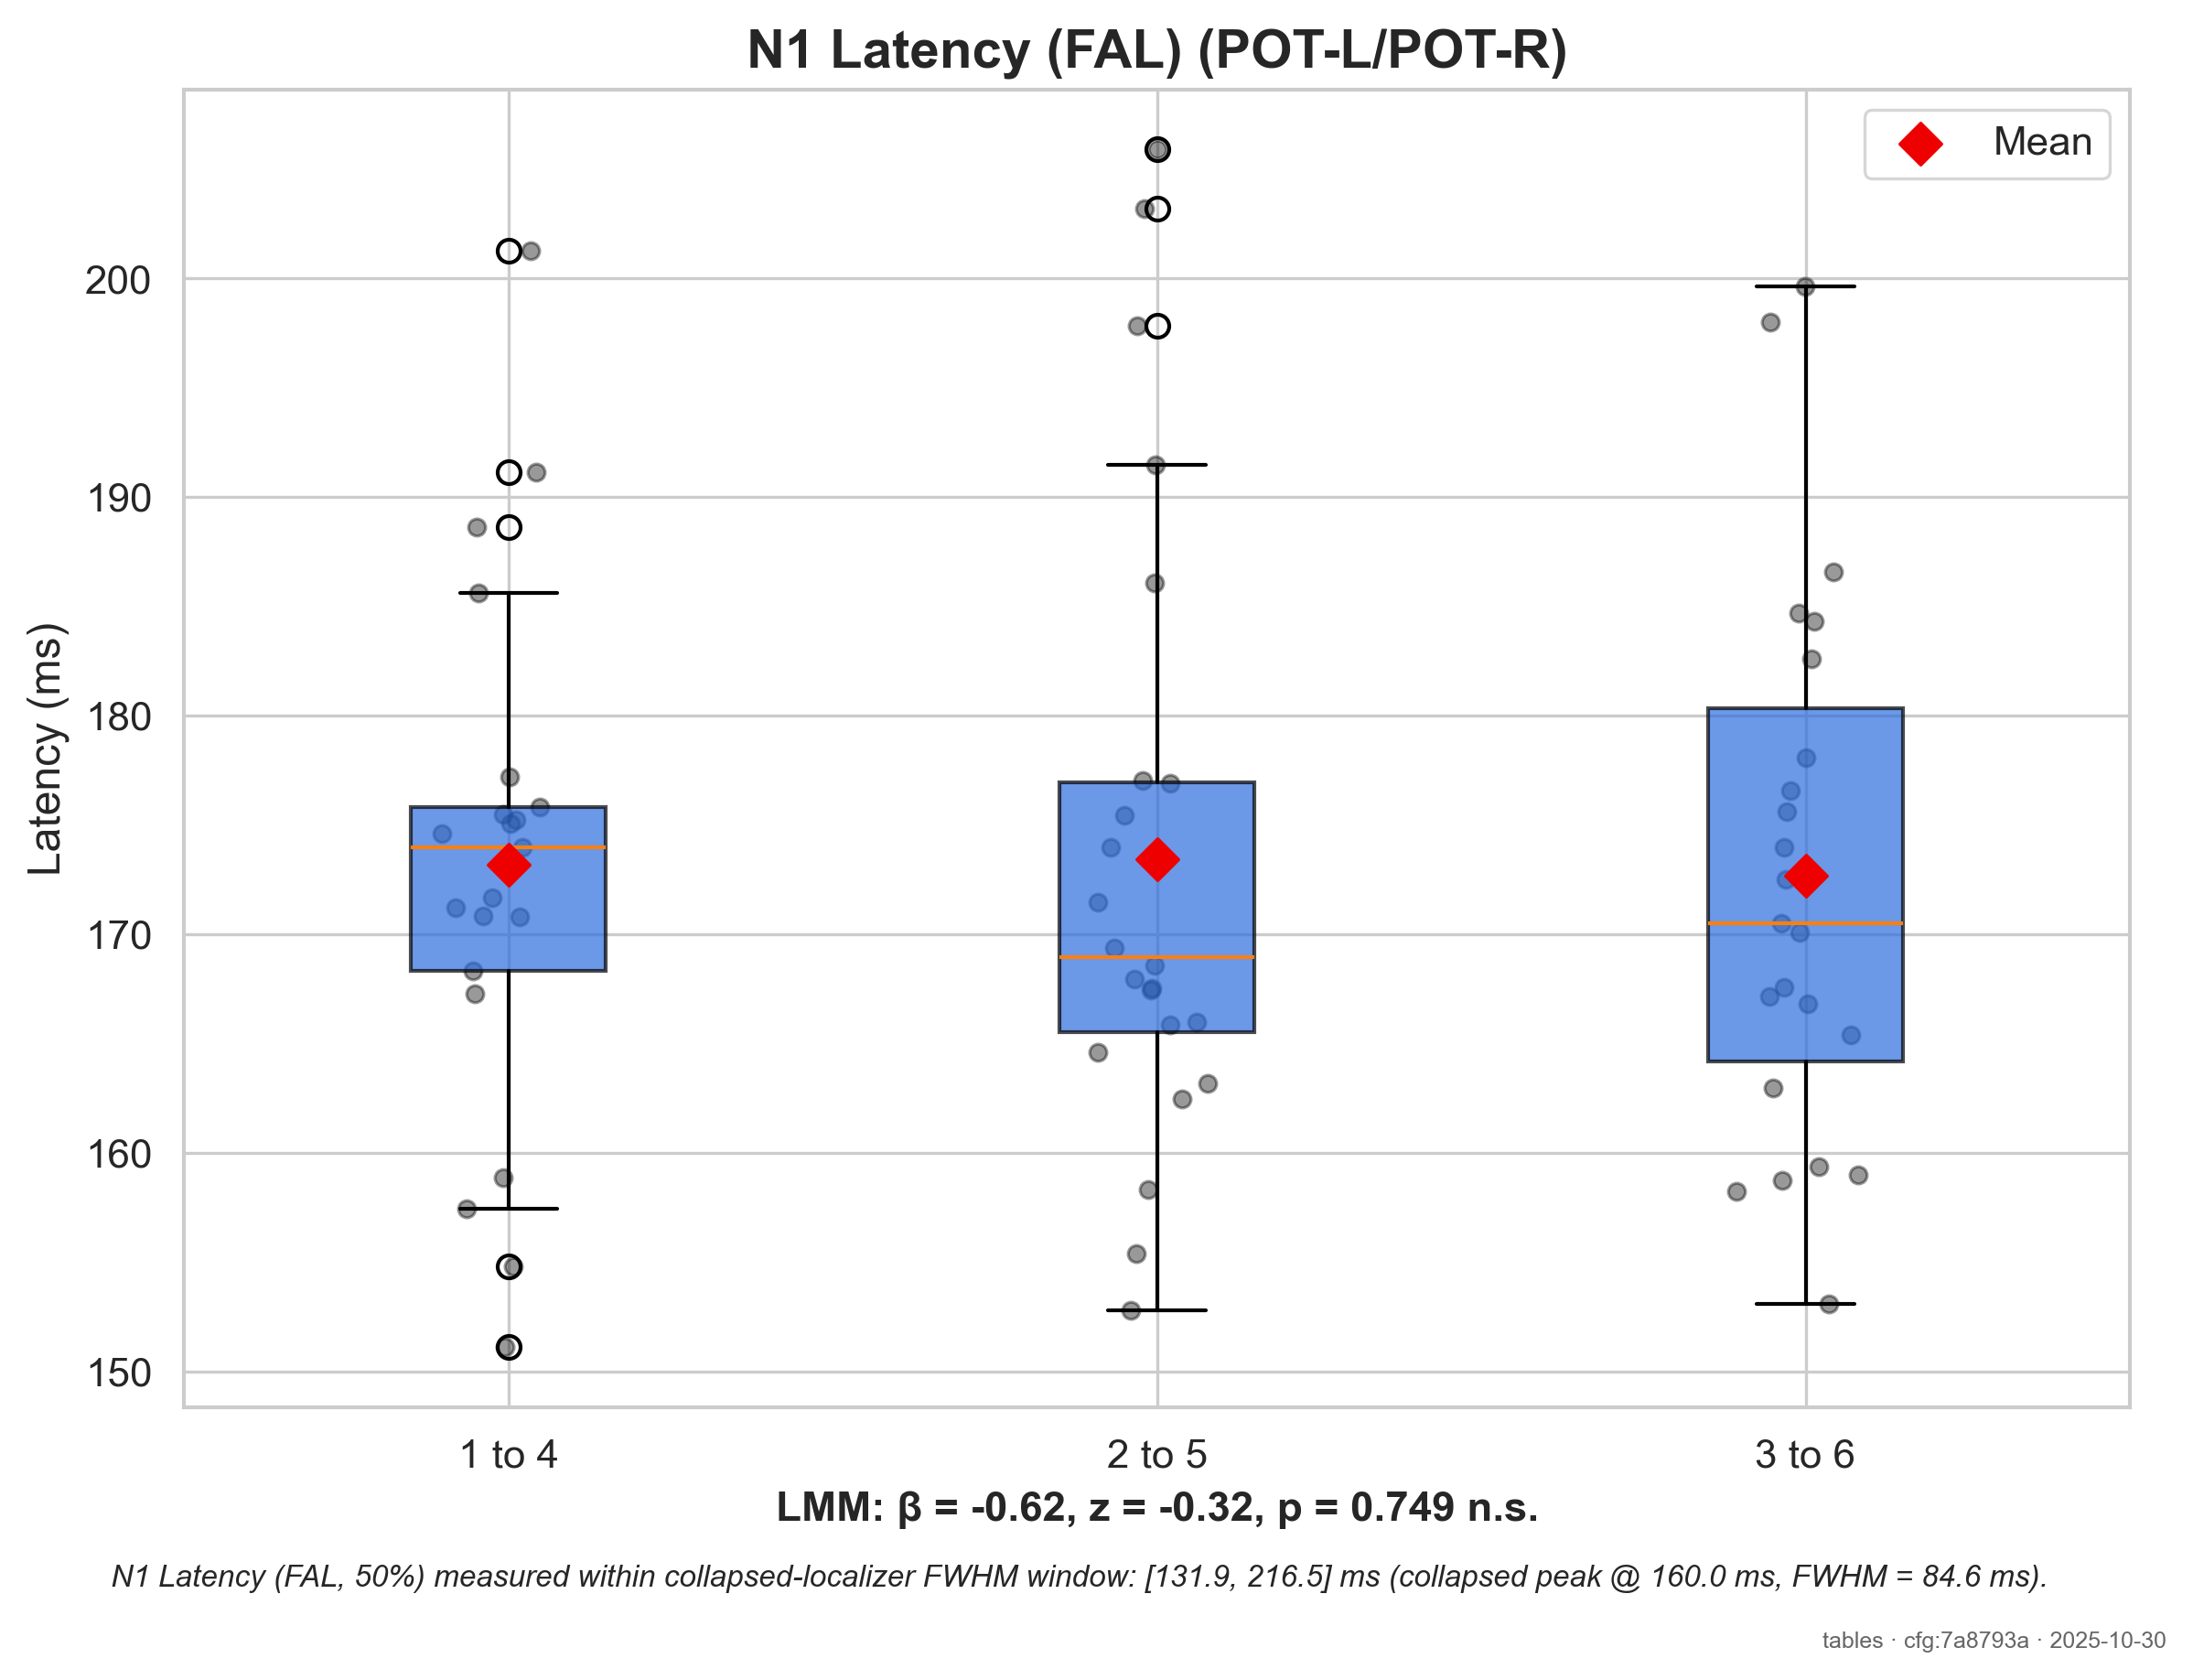 N1 Latency (FAL) (POT-L/POT-R)
Mean
Latency (ms)
200
190
180
170
160
150
1 to 4
2 to 5
3 to 6
LMM: β = -0.62, z = -0.32, p = 0.749 n.s.
N1 Latency (FAL, 50%) measured within collapsed-localizer FWHM window: [131.9, 216.5] ms (collapsed peak @ 160.0 ms, FWHM = 84.6 ms).
tables · cfg:7a8793a · 2025-10-30